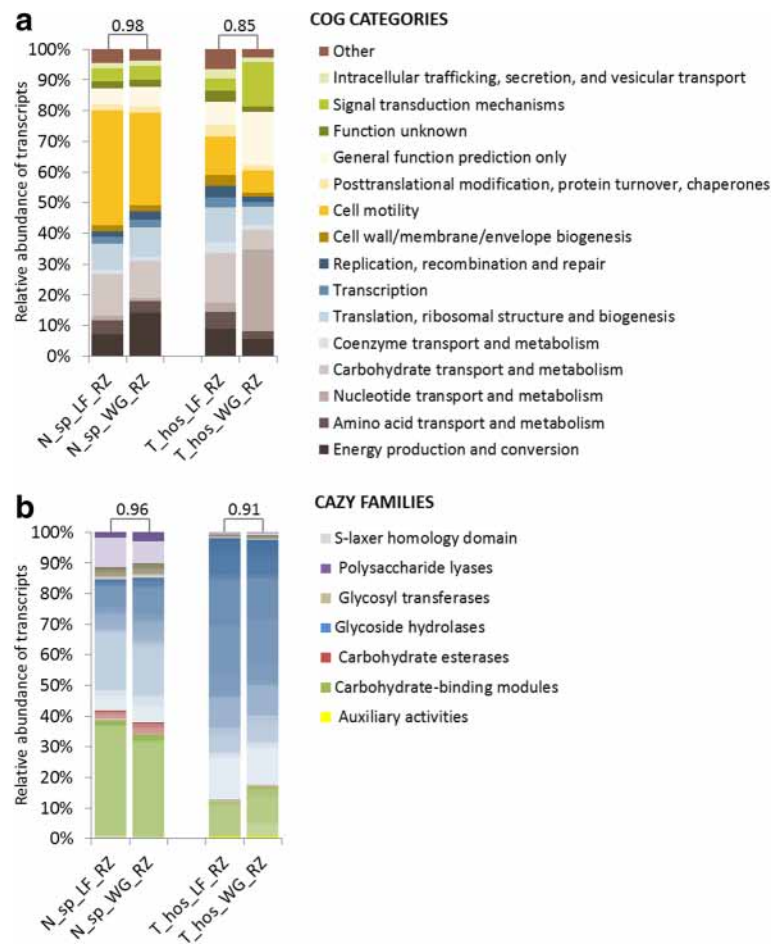 a
0.98
0.85
COG CATEGORIES
100%
90%
80%
70%
60%
50%
40%
30%
20%
10%
0%
Relative abundance of transcripts
N_sp_LF_RZ
N_sp_WG_RZ
T_hos_LF_RZ
T_hos_WG_RZ
Other
Intracellular trafficking, secretion, and vesicular transport
Signal transduction mechanisms
Function unknown
General function prediction only
Posttranslational modification, protein turnover, chaperones
Cell motility
Cell wall/membrane/envelope biogenesis
Replication, recombination and repair
Transcription
Translation, ribosomal structure and biogenesis
Coenzyme transport and metabolism
Carbohydrate transport and metabolism
Nucleotide transport and metabolism
Amino acid transport and metabolism
Energy production and conversion
b
0.96
0.91
CAZY FAMILIES
100%
90%
80%
70%
60%
50%
40%
30%
20%
10%
0%
Relative abundance of transcripts
N_sp_LF_RZ
N_sp_WG_RZ
T_hos_LF_RZ
T_hos_WG_RZ
S-laxer homology domain
Polysaccharide lyases
Glycosyl transferases
Glycoside hydrolases
Carbohydrate esterases
Carbohydrate-binding modules
Auxiliary activities